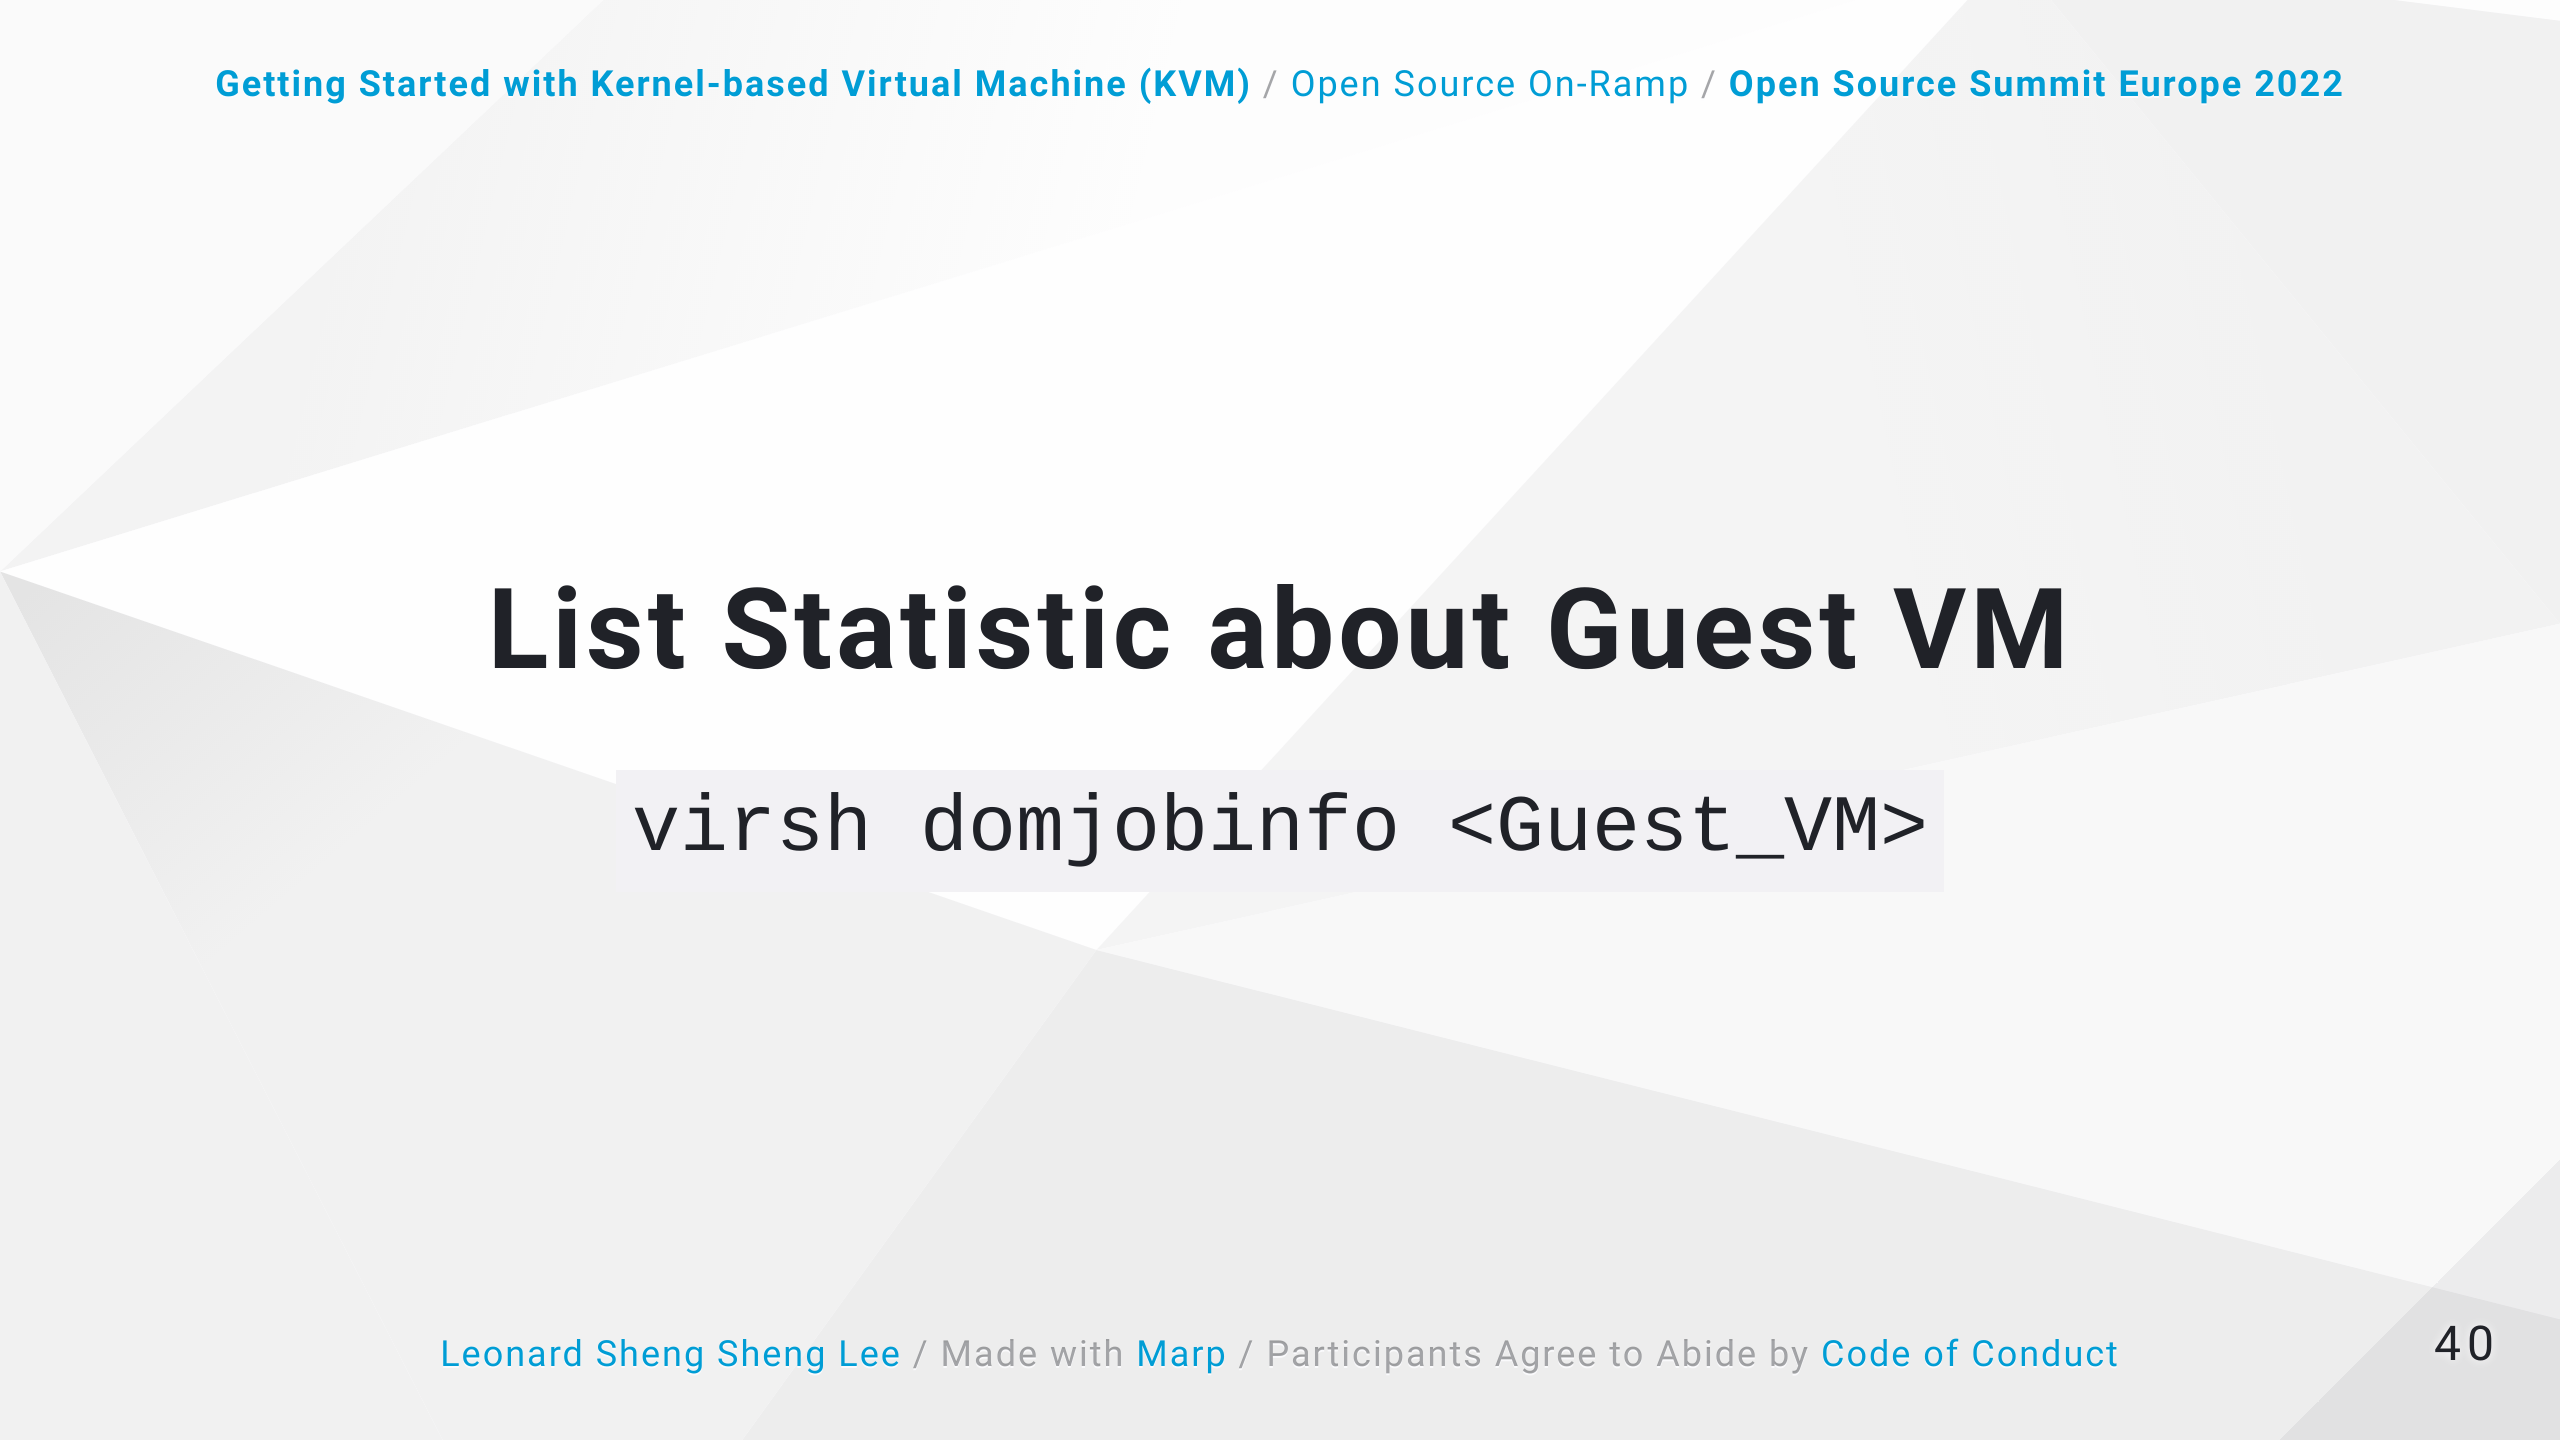 Getting Started with Kernel-based Virtual Machine (KVM) / Open Source On-Ramp / Open Source Summit Europe 2022
List Statistic about Guest VM
virsh domjobinfo <Guest_VM>
Leonard Sheng Sheng Lee / Made with Marp / Participants Agree to Abide by Code of Conduct
40